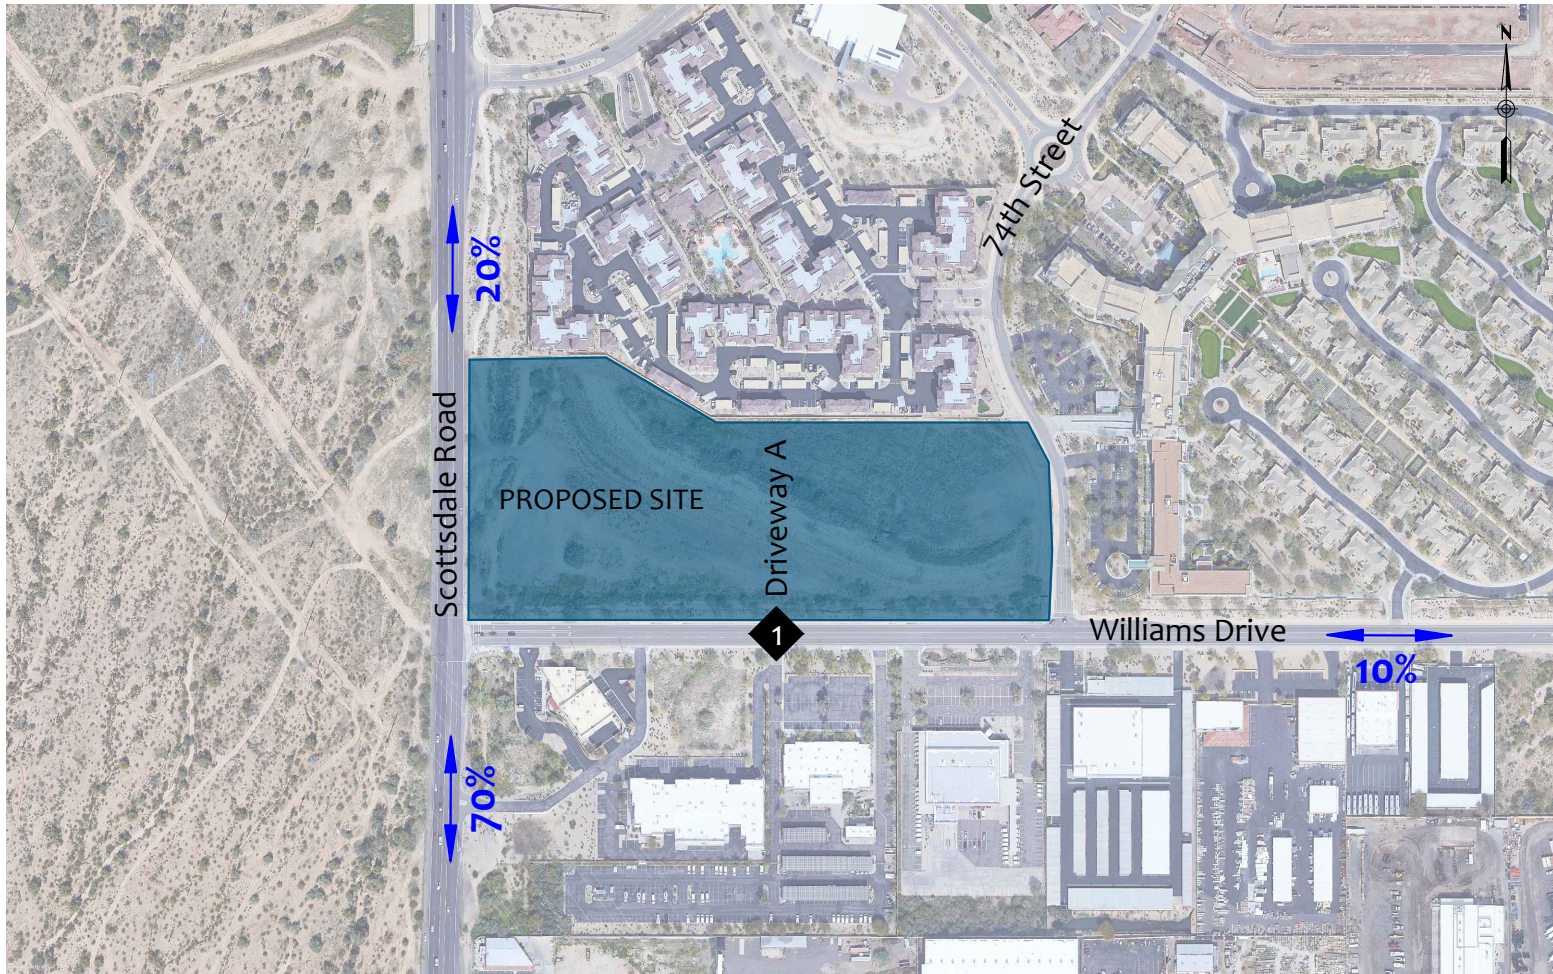 N
74th Street
20%
Scottsdale Road
PROPOSED SITE
Driveway A
1
Williams Drive
10%
70%